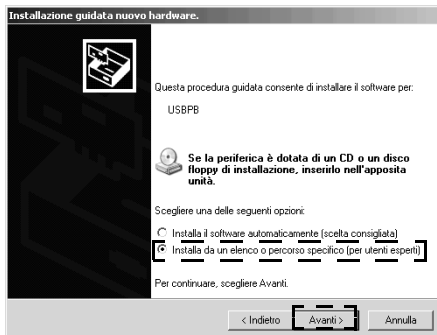 Installazione guidata nuovo hardware.
Questa procedura guidata consente di installare il software per:
USBPB
Se la periferica è dotata di un CD o un disco
floppy di installazione, inserirlo nell'apposita
unità.
Scegliere una delle seguenti opzioni:
Installa il software automaticamente (scelta consigliata)
Installa da un elenco o percorso specifico (per utenti esperti)
Per continuare, scegliere Avanti.
< Indietro Avanti > Annulla